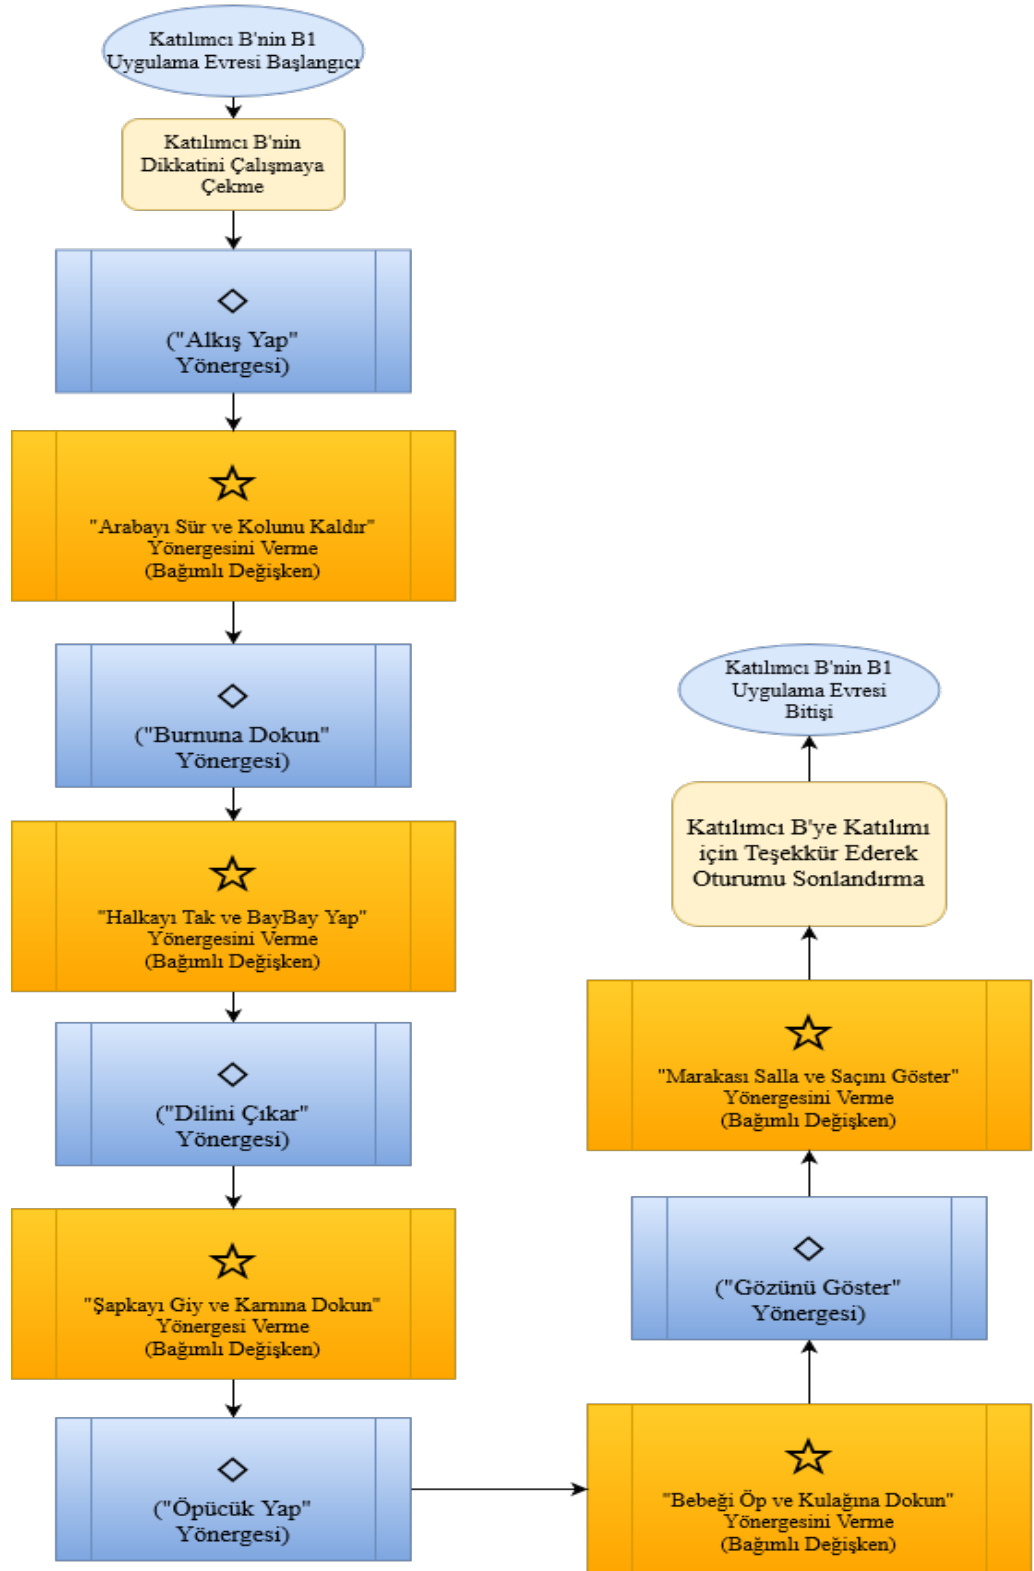 Katılımcı B'nin B1
Uygulama Evresi Başlangıcı
Katılımcı B'nin
Dikkatini Çalışmaya
Çekme
("Alkış Yap"
Yönergesi)
"Arabayı Sür ve Kolunu Kaldır"
Yönergesini Verme
(Bağımlı Değişken)
("Burnuna Dokun"
Yönergesi)
"Halkayı Tak ve BayBay Yap"
Yönergesini Verme
(Bağımlı Değişken)
("Dilini Çıkar"
Yönergesi)
"Şapkayı Giy ve Karnına Dokun"
Yönergesi Verme
(Bağımlı Değişken)
("Öpücük Yap"
Yönergesi)
"Bebeği Öp ve Kulağına Dokun"
Yönergesini Verme
(Bağımlı Değişken)
("Gözünü Göster"
Yönergesi)
"Marakası Salla ve Saçını Göster"
Yönergesini Verme
(Bağımlı Değişken)
Katılımcı B'ye Katılımı
için Teşekkür Ederek
Oturumu Sonlandırma
Katılımcı B'nin B1
Uygulama Evresi
Bitişi